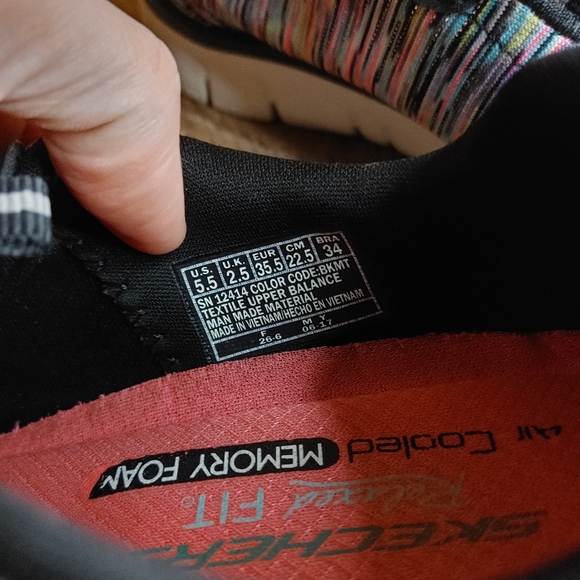 U.S. U.K. EUR CM BRA
5.5 2.5 35.5 22.5 34
SN 12414 COLOR CODE:BKMT
TEXTILE UPPER BALANCE
MAN MADE MATERIAL
MADE IN VIETNAM/HECHO EN VIETNAM
F M Y
26-6 06-17
Air Cooled
MEMORY FOAM
Relaxed
FIT
SKECHERS